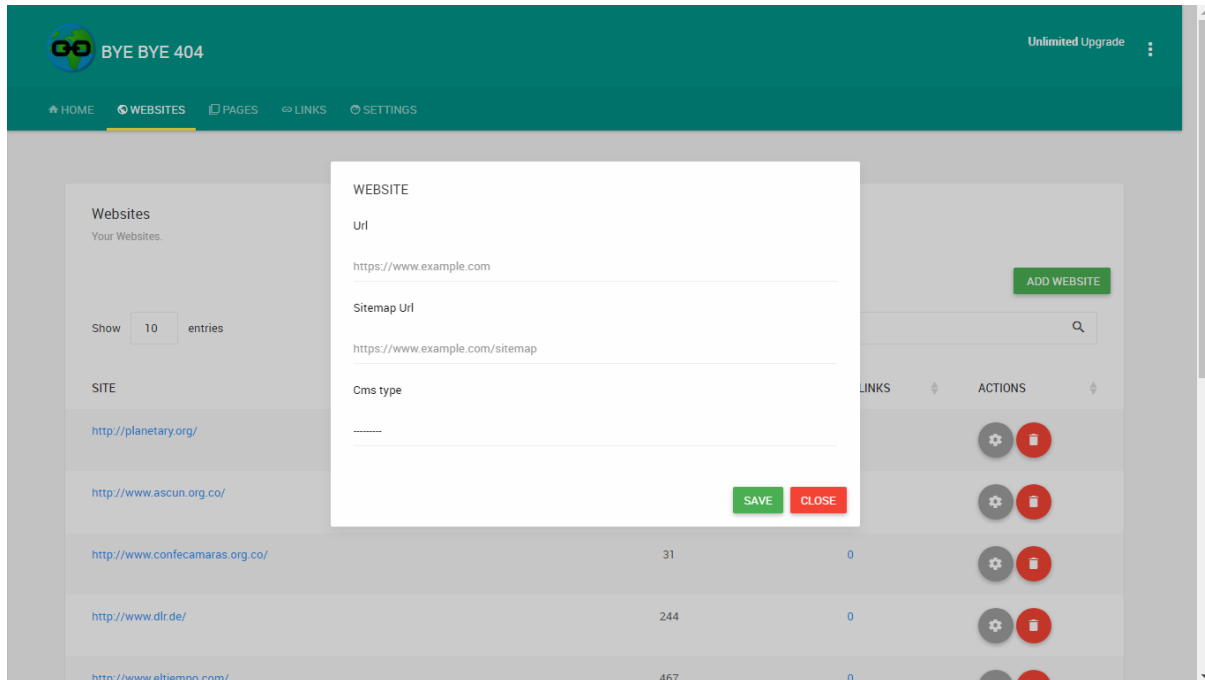 BYE BYE 404
Unlimited Upgrade
HOME WEBSITES PAGES LINKS SETTINGS
WEBSITE
Url
https://www.example.com
Sitemap Url
https://www.example.com/sitemap
Cms type
---------
SAVE CLOSE
Websites
Your Websites.
ADD WEBSITE
Show 10 entries
SITE LINKS ACTIONS
http://planetary.org/
http://www.ascun.org.co/
http://www.confecamaras.org.co/ 31 0
http://www.dlr.de/ 244 0
http://www.eltiempo.com/ 467 0